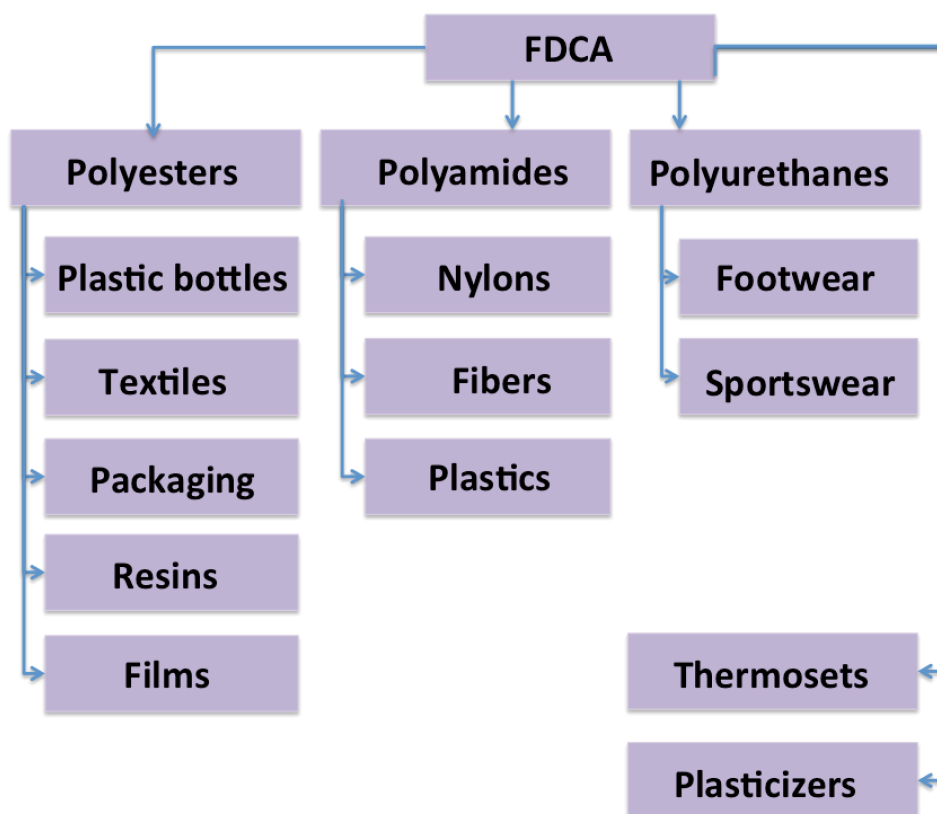 FDCA
Polyesters
Polyamides
Polyurethanes
Plastic bottles
Nylons
Footwear
Textiles
Fibers
Sportswear
Packaging
Plastics
Resins
Films
Thermosets
Plasticizers